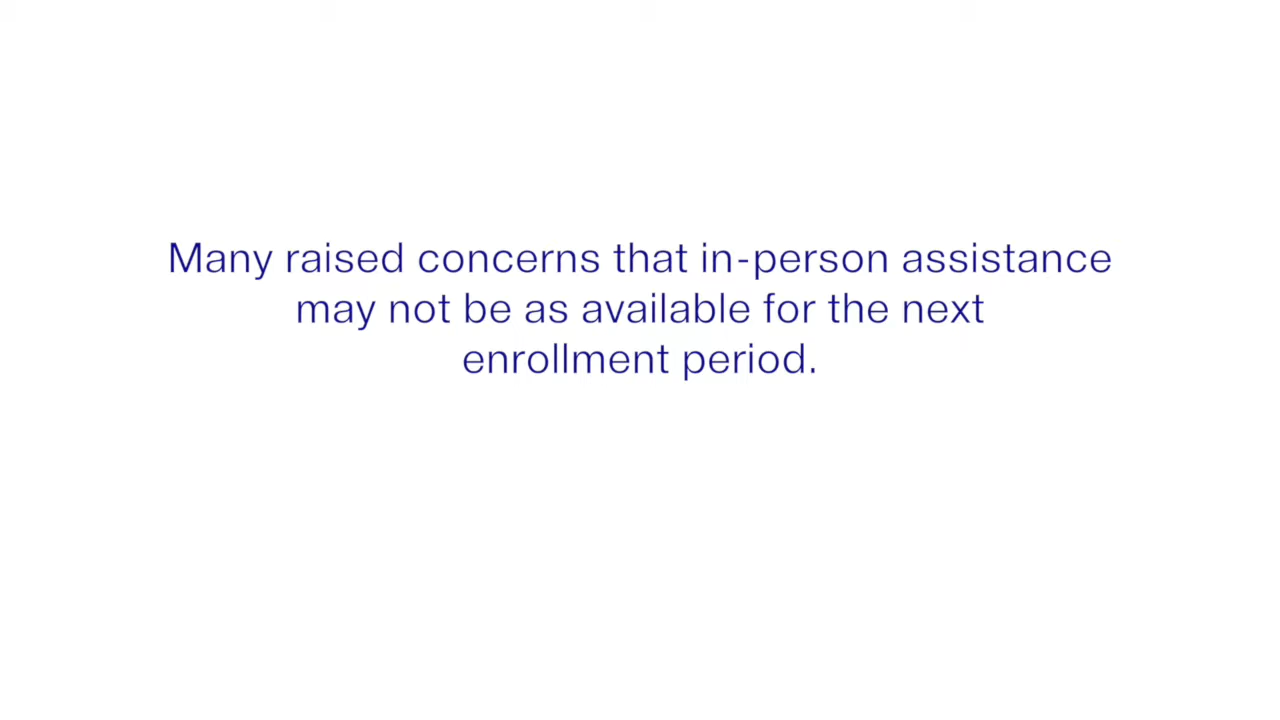 Many raised concerns that in-person assistance
may not be as available for the next
enrollment period.